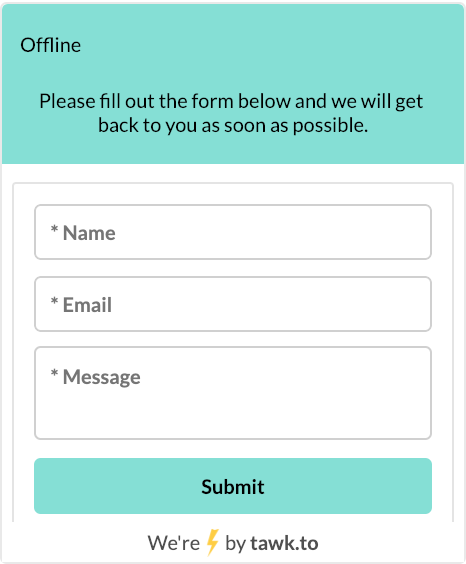 Offline
Please fill out the form below and we will get
back to you as soon as possible.
* Name
* Email
* Message
Submit
We're⚡by tawk.to